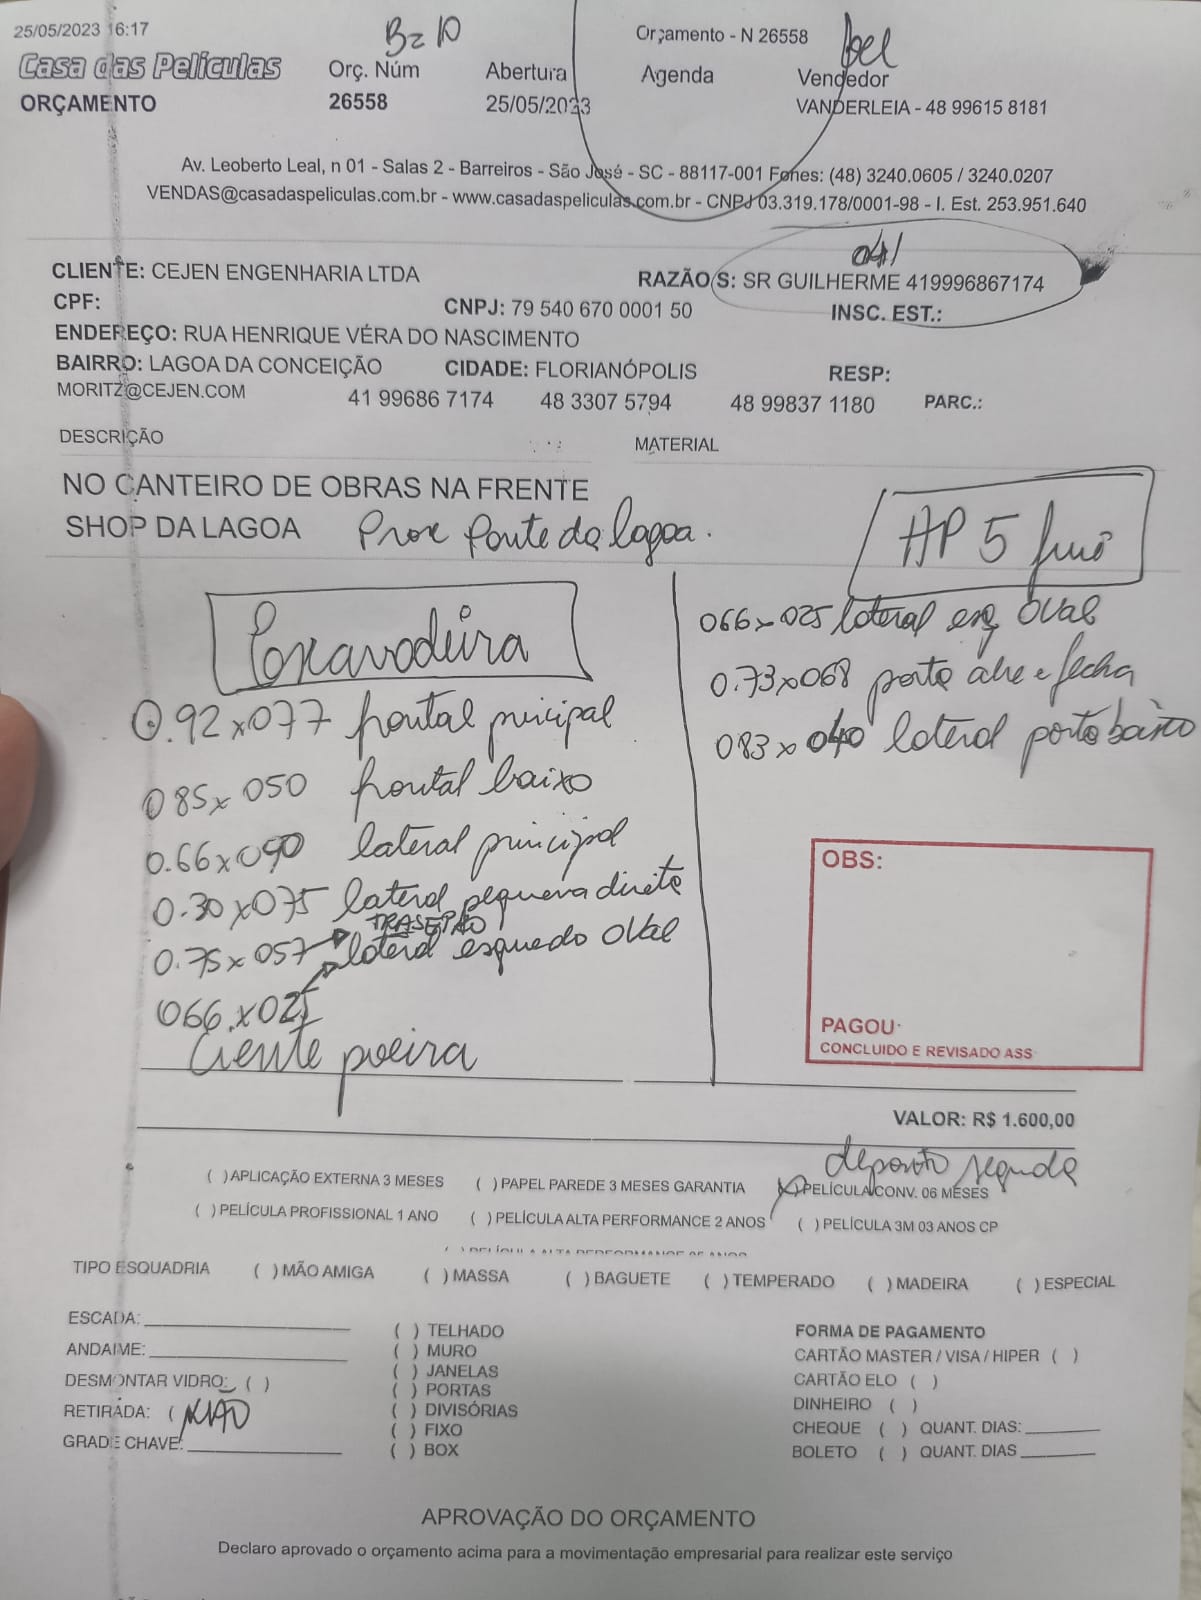 25/05/2023 16:17
Bz 10
Orçamento - N 26558
Casa das Películas
Orç. Núm
Abertura
Agenda
Vendedor
ORÇAMENTO
26558
25/05/2023
VANDERLEIA - 48 99615 8181
Av. Leoberto Leal, n 01 - Salas 2 - Barreiros - São José - SC - 88117-001 Fones: (48) 3240.0605 / 3240.0207
VENDAS@casadaspeliculas.com.br - www.casadaspeliculas.com.br - CNPJ 03.319.178/0001-98 - I. Est. 253.951.640
041
CLIENTE: CEJEN ENGENHARIA LTDA
RAZÃO S: SR GUILHERME 419996867174
CPF:
CNPJ: 79 540 670 0001 50
INSC. EST.:
ENDEREÇO: RUA HENRIQUE VÉRA DO NASCIMENTO
BAIRRO: LAGOA DA CONCEIÇÃO
CIDADE: FLORIANÓPOLIS
RESP:
MORITZ@CEJEN.COM
41 99686 7174
48 3307 5794
48 99837 1180
PARC.:
DESCRIÇÃO
MATERIAL
NO CANTEIRO DE OBRAS NA FRENTE
SHOP DA LAGOA Prox Ponte da lagoa.
AP 5 fumê
Escavadeira
0.92x077 frontal principal
085x050 frontal baixo
0.66x090 lateral principal
0.30x075 lateral pequena direita
TRASEIRO
0.75x057 lateral esquedo oval
066.x025
Ciente poeira
066x025 lateral esq oval
0.73x068 porta abre e fecha
083x040 lateral porta baixo
OBS:
PAGOU:
CONCLUIDO E REVISADO ASS
VALOR: R$ 1.600,00
deposito segunda
( ) APLICAÇÃO EXTERNA 3 MESES
( ) PAPEL PAREDE 3 MESES GARANTIA
(X) PELÍCULA CONV. 06 MESES
( ) PELÍCULA PROFISSIONAL 1 ANO
( ) PELÍCULA ALTA PERFORMANCE 2 ANOS
( ) PELÍCULA 3M 03 ANOS CP
TIPO ESQUADRIA
( ) MÃO AMIGA
( ) MASSA
( ) BAGUETE
( ) TEMPERADO
( ) MADEIRA
( ) ESPECIAL
ESCADA:
ANDAIME:
DESMONTAR VIDRO: ( )
RETIRADA: ( NÃO
GRADE CHAVE:
( ) TELHADO
( ) MURO
( ) JANELAS
( ) PORTAS
( ) DIVISÓRIAS
( ) FIXO
( ) BOX
FORMA DE PAGAMENTO
CARTÃO MASTER / VISA / HIPER ( )
CARTÃO ELO ( )
DINHEIRO ( )
CHEQUE ( ) QUANT. DIAS:
BOLETO ( ) QUANT. DIAS
APROVAÇÃO DO ORÇAMENTO
Declaro aprovado o orçamento acima para a movimentação empresarial para realizar este serviço